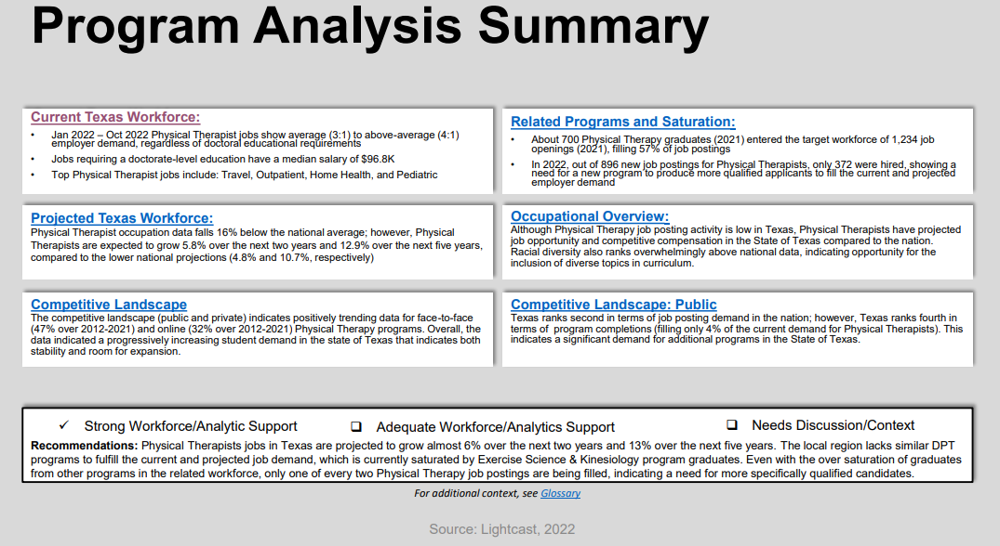 Program Analysis Summary
Current Texas Workforce:
• Jan 2022 – Oct 2022 Physical Therapist jobs show average (3:1) to above-average (4:1)
employer demand, regardless of doctoral educational requirements
• Jobs requiring a doctorate-level education have a median salary of $96.8K
• Top Physical Therapist jobs include: Travel, Outpatient, Home Health, and Pediatric
Related Programs and Saturation:
• About 700 Physical Therapy graduates (2021) entered the target workforce of 1,234 job
openings (2021), filling 57% of job postings
• In 2022, out of 896 new job postings for Physical Therapists, only 372 were hired, showing a
need for a new program to produce more qualified applicants to fill the current and projected
employer demand
Projected Texas Workforce:
Physical Therapist occupation data falls 16% below the national average; however, Physical
Therapists are expected to grow 5.8% over the next two years and 12.9% over the next five years,
compared to the lower national projections (4.8% and 10.7%, respectively)
Occupational Overview:
Although Physical Therapy job posting activity is low in Texas, Physical Therapists have projected
job opportunity and competitive compensation in the State of Texas compared to the nation.
Racial diversity also ranks overwhelmingly above national data, indicating opportunity for the
inclusion of diverse topics in curriculum.
Competitive Landscape
The competitive landscape (public and private) indicates positively trending data for face-to-face
(47% over 2012-2021) and online (32% over 2012-2021) Physical Therapy programs. Overall, the
data indicated a progressively increasing student demand in the state of Texas that indicates both
stability and room for expansion.
Competitive Landscape: Public
Texas ranks second in terms of job posting demand in the nation; however, Texas ranks fourth in
terms of program completions (filling only 4% of the current demand for Physical Therapists). This
indicates a significant demand for additional programs in the State of Texas.
✓ Strong Workforce/Analytic Support ❑ Adequate Workforce/Analytics Support ❑ Needs Discussion/Context
Recommendations: Physical Therapists jobs in Texas are projected to grow almost 6% over the next two years and 13% over the next five years. The local region lacks similar DPT
programs to fulfill the current and projected job demand, which is currently saturated by Exercise Science & Kinesiology program graduates. Even with the over saturation of graduates
from other programs in the related workforce, only one of every two Physical Therapy job postings are being filled, indicating a need for more specifically qualified candidates.
For additional context, see Glossary
Source: Lightcast, 2022